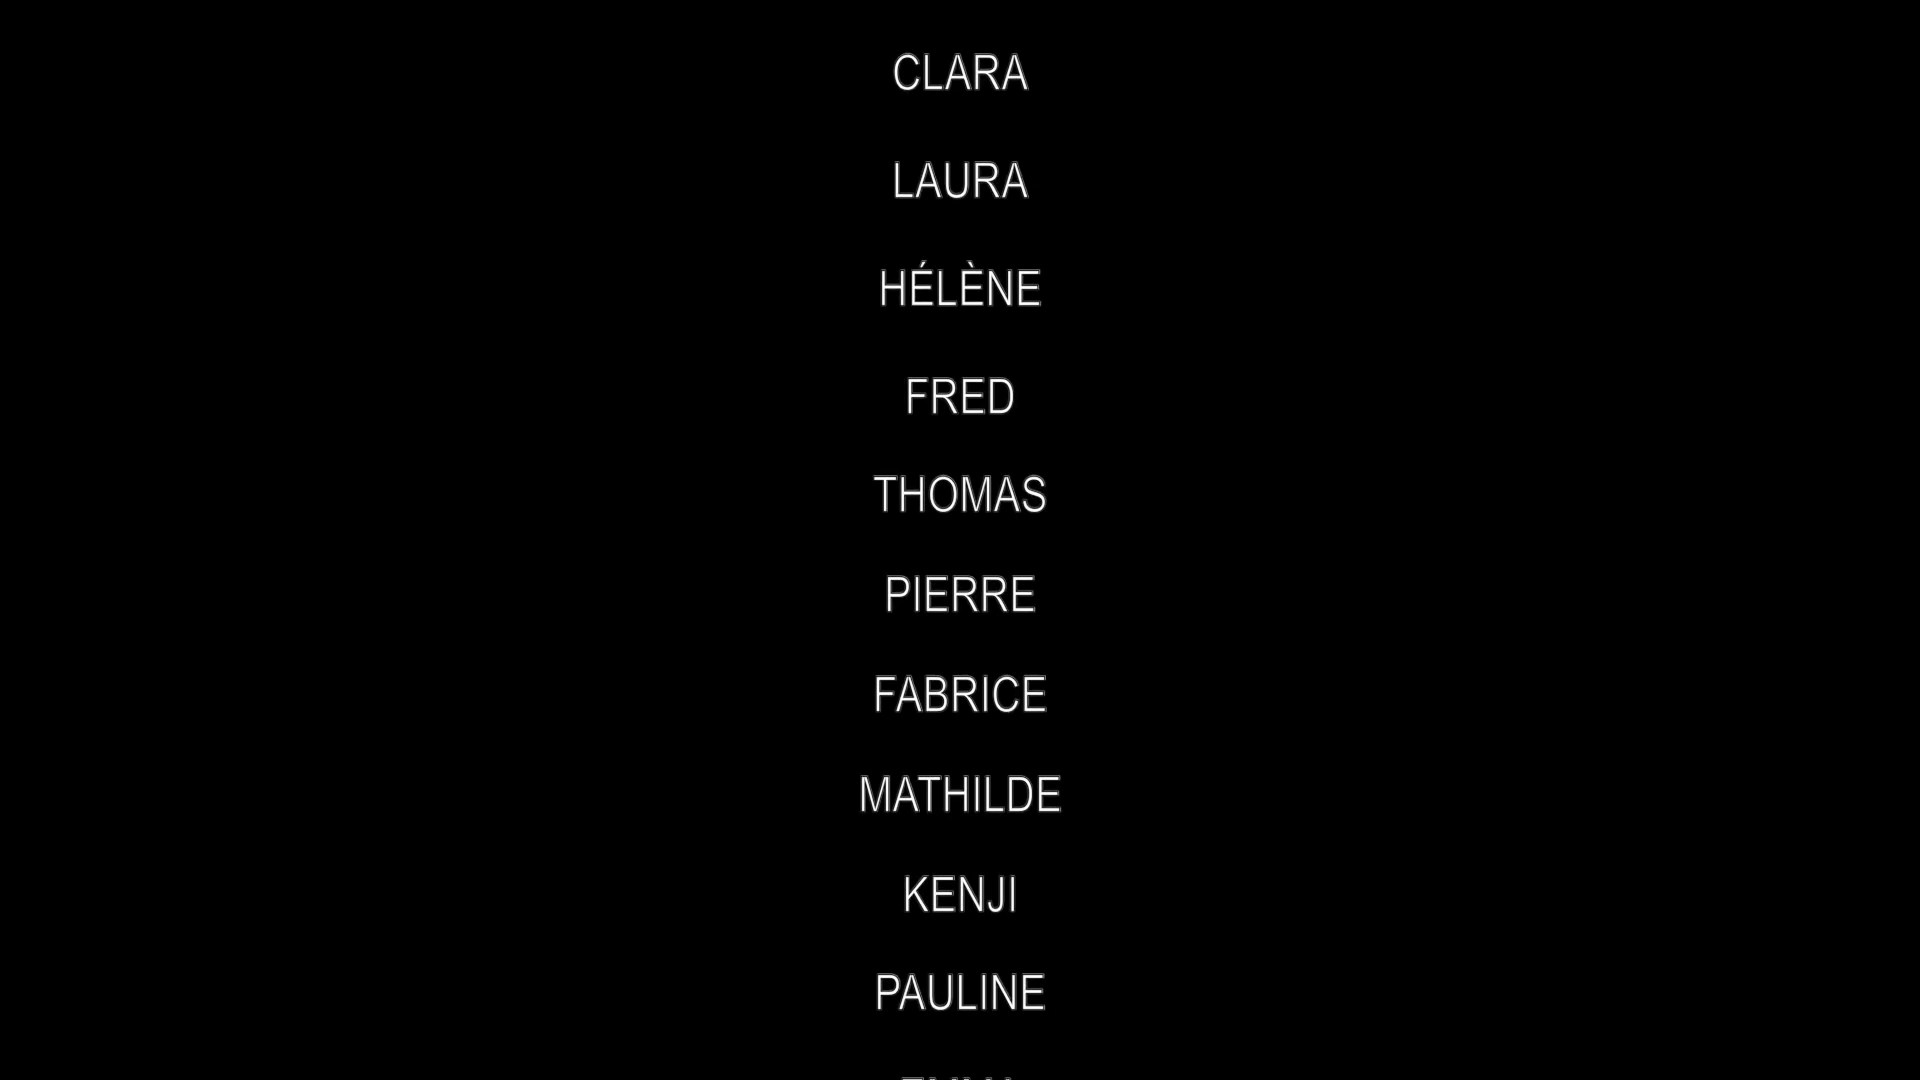 CLARA
LAURA
HÉLÈNE
FRED
THOMAS
PIERRE
FABRICE
MATHILDE
KENJI
PAULINE